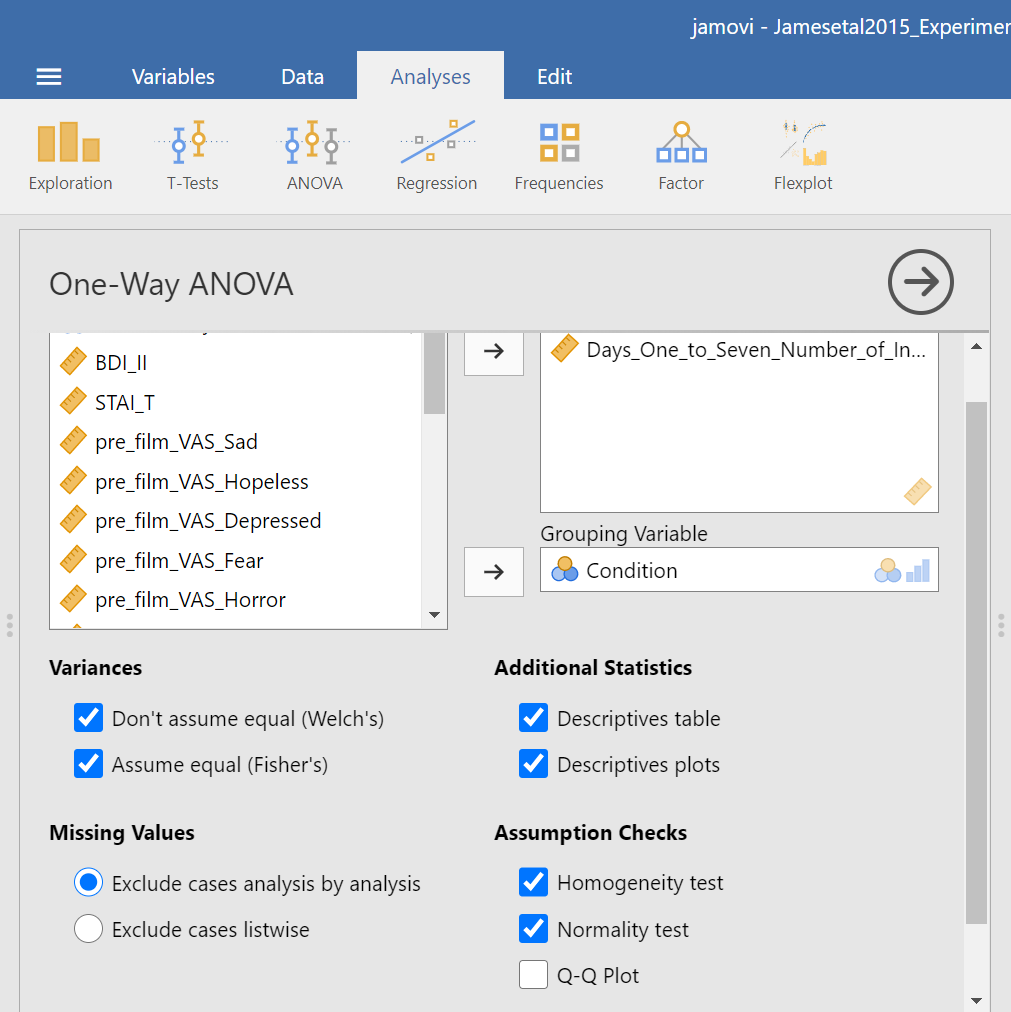 jamovi - Jamesetal2015_Experimen
Variables Data Analyses Edit
Exploration T-Tests ANOVA Regression Frequencies Factor Flexplot
One-Way ANOVA
BDI_II
STAI_T
pre_film_VAS_Sad
pre_film_VAS_Hopeless
pre_film_VAS_Depressed
pre_film_VAS_Fear
pre_film_VAS_Horror
Days_One_to_Seven_Number_of_In...
Grouping Variable
Condition
Variances
Don't assume equal (Welch's)
Assume equal (Fisher's)
Additional Statistics
Descriptives table
Descriptives plots
Missing Values
Exclude cases analysis by analysis
Exclude cases listwise
Assumption Checks
Homogeneity test
Normality test
Q-Q Plot